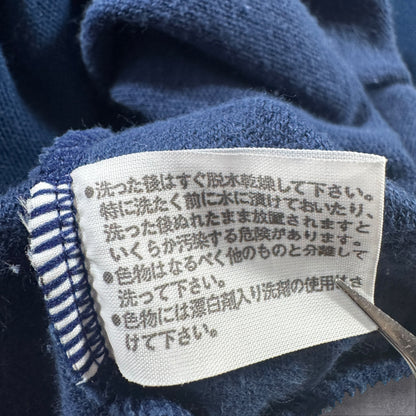 ●洗った後はすぐ脱水乾燥して下さい。
特に洗たく前に水に漬けておいたり、
洗った後ぬれたまま放置されますと
いくらか汚染する危険があります。
●色物はなるべく他のものと分離して
洗って下さい。
●色物には漂白剤入り洗剤の使用はさ
けて下さい。